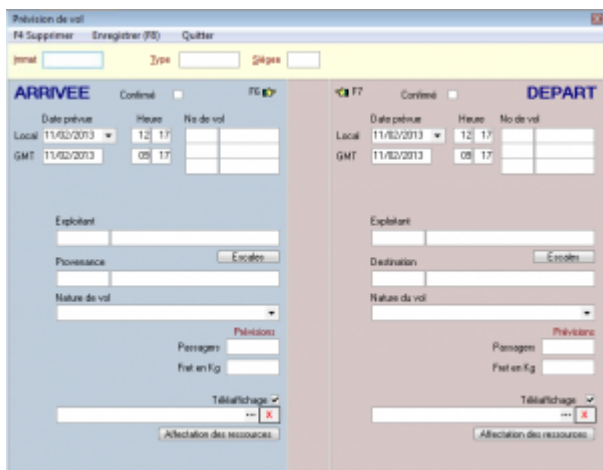 Prévision de vol
F4 Supprimer Enregistrer (F8) Quitter
Immat Type Sièges
ARRIVEE Confirmé F6
F7 Confirmé DEPART
Date prévue Heure No de vol
Local 11/02/2013 12 17
GMT 11/02/2013 09 17
Date prévue Heure No de vol
Local 11/02/2013 12 17
GMT 11/02/2013 09 17
Exploitant
Escales
Provenance
Nature de vol
Prévisions
Passagers
Fret en Kg
Téléaffichage
... X
Affectation des ressources
Exploitant
Escales
Destination
Nature du vol
Prévisions
Passagers
Fret en Kg
Téléaffichage
... X
Affectation des ressources